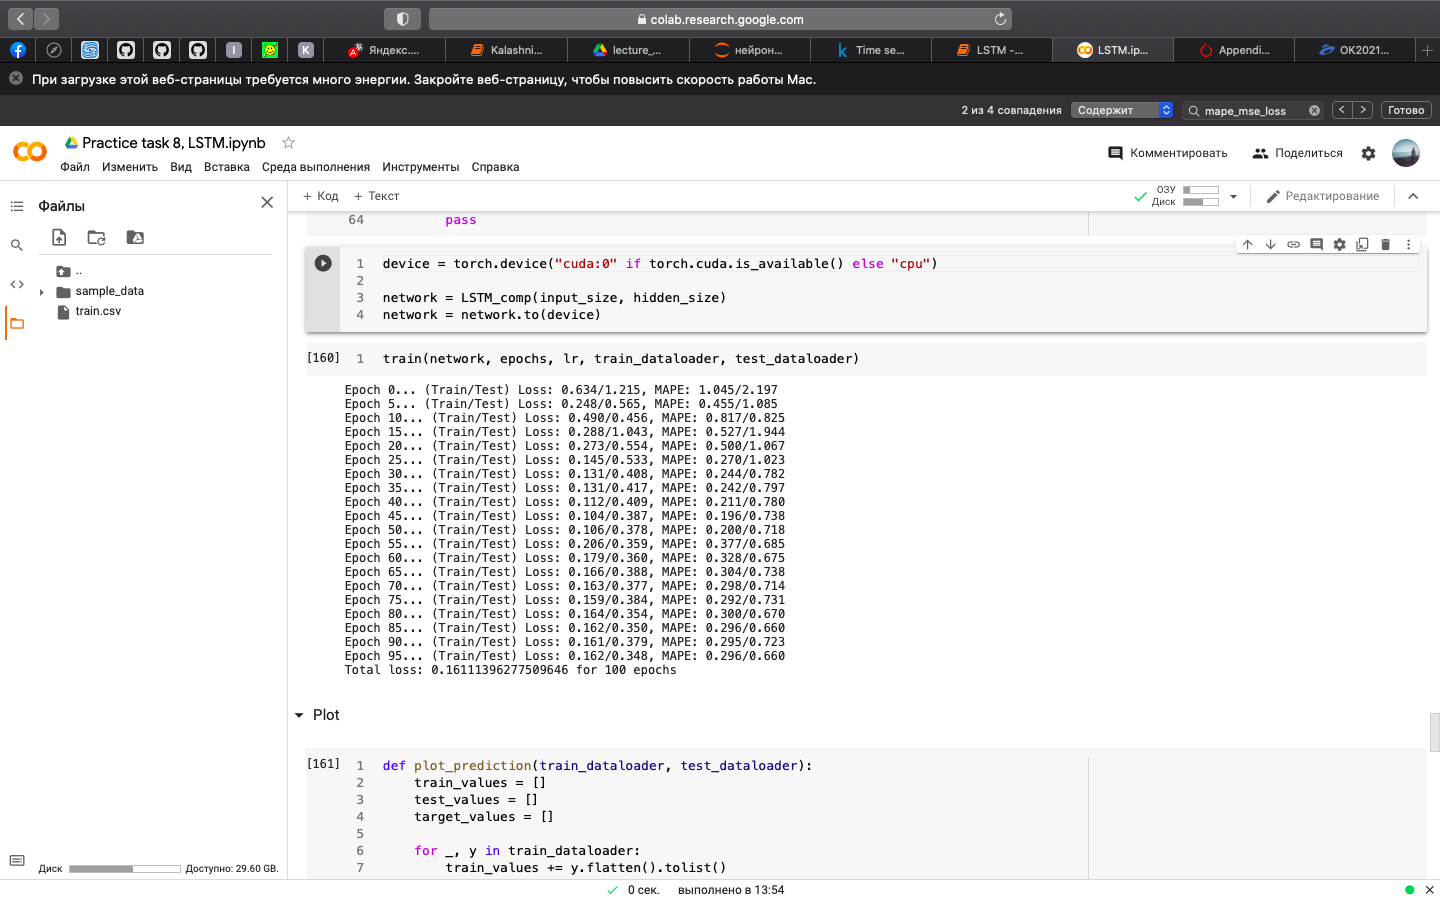 colab.research.google.com
I
K
Яндекс....
Kalashni...
lecture_...
нейрон...
k Time se...
LSTM -...
LSTM.ip...
Appendi...
OK2021...
При загрузке этой веб-страницы требуется много энергии. Закройте веб-страницу, чтобы повысить скорость работы Mac.
2 из 4 совпадения Содержит mape_mse_loss < > Готово
Practice task 8, LSTM.ipynb
Комментировать Поделиться
Файл Изменить Вид Вставка Среда выполнения Инструменты Справка
Файлы
+ Код + Текст
ОЗУ
Диск
Редактирование
..
sample_data
train.csv
64 pass
1 device = torch.device("cuda:0" if torch.cuda.is_available() else "cpu")
2
3 network = LSTM_comp(input_size, hidden_size)
4 network = network.to(device)
[160] 1 train(network, epochs, lr, train_dataloader, test_dataloader)
Epoch 0... (Train/Test) Loss: 0.634/1.215, MAPE: 1.045/2.197
Epoch 5... (Train/Test) Loss: 0.248/0.565, MAPE: 0.455/1.085
Epoch 10... (Train/Test) Loss: 0.490/0.456, MAPE: 0.817/0.825
Epoch 15... (Train/Test) Loss: 0.288/1.043, MAPE: 0.527/1.944
Epoch 20... (Train/Test) Loss: 0.273/0.554, MAPE: 0.500/1.067
Epoch 25... (Train/Test) Loss: 0.145/0.533, MAPE: 0.270/1.023
Epoch 30... (Train/Test) Loss: 0.131/0.408, MAPE: 0.244/0.782
Epoch 35... (Train/Test) Loss: 0.131/0.417, MAPE: 0.242/0.797
Epoch 40... (Train/Test) Loss: 0.112/0.409, MAPE: 0.211/0.780
Epoch 45... (Train/Test) Loss: 0.104/0.387, MAPE: 0.196/0.738
Epoch 50... (Train/Test) Loss: 0.106/0.378, MAPE: 0.200/0.718
Epoch 55... (Train/Test) Loss: 0.206/0.359, MAPE: 0.377/0.685
Epoch 60... (Train/Test) Loss: 0.179/0.360, MAPE: 0.328/0.675
Epoch 65... (Train/Test) Loss: 0.166/0.388, MAPE: 0.304/0.738
Epoch 70... (Train/Test) Loss: 0.163/0.377, MAPE: 0.298/0.714
Epoch 75... (Train/Test) Loss: 0.159/0.384, MAPE: 0.292/0.731
Epoch 80... (Train/Test) Loss: 0.164/0.354, MAPE: 0.300/0.670
Epoch 85... (Train/Test) Loss: 0.162/0.350, MAPE: 0.296/0.660
Epoch 90... (Train/Test) Loss: 0.161/0.379, MAPE: 0.295/0.723
Epoch 95... (Train/Test) Loss: 0.162/0.348, MAPE: 0.296/0.660
Total loss: 0.16111396277509646 for 100 epochs
Plot
[161] 1 def plot_prediction(train_dataloader, test_dataloader):
2 train_values = []
3 test_values = []
4 target_values = []
5
6 for _, y in train_dataloader:
7 train_values += y.flatten().tolist()
Диск Доступно: 29.60 GB.
0 сек. выполнено в 13:54